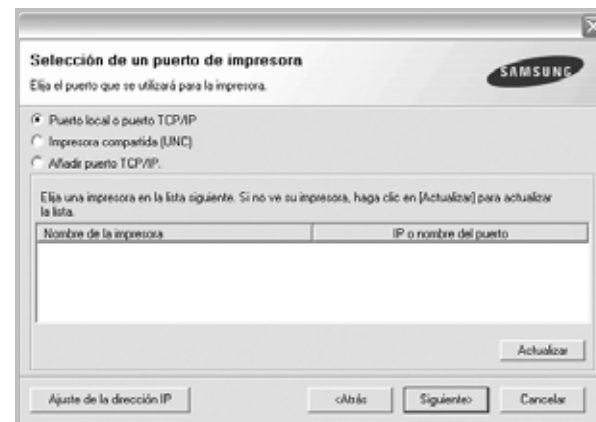 Selección de un puerto de impresora
Elija el puerto que se utilizará para la impresora.
SAMSUNG
Puerto local o puerto TCP/IP
Impresora compartida (UNC)
Añadir puerto TCP/IP.
Elija una impresora en la lista siguiente. Si no ve su impresora, haga clic en [Actualizar] para actualizar
la lista.
Nombre de la impresora IP o nombre del puerto
Actualizar
Ajuste de la dirección IP <Atrás Siguiente> Cancelar